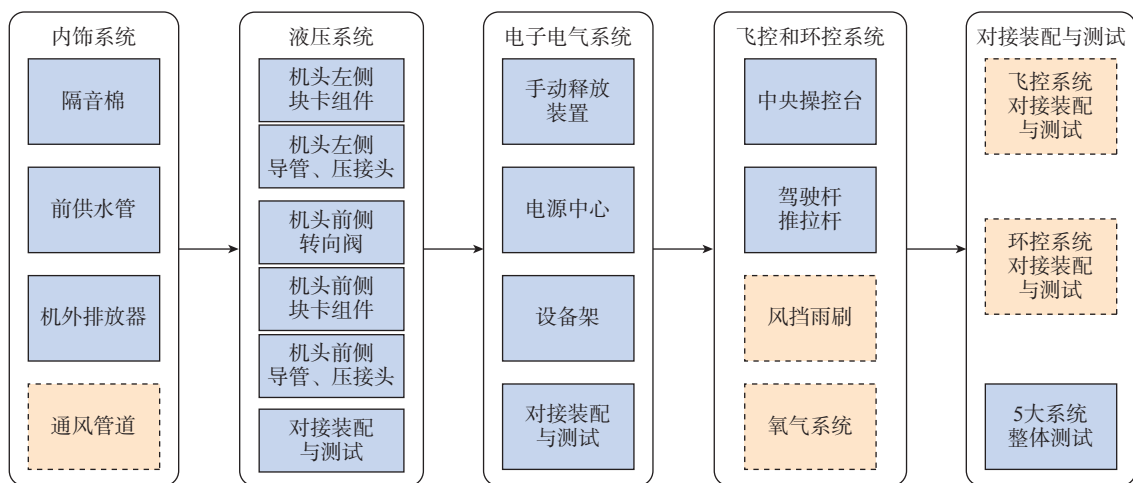 内饰系统
隔音棉
前供水管
机外排放器
通风管道
液压系统
机头左侧
块卡组件
机头左侧
导管、压接头
机头前侧
转向阀
机头前侧
块卡组件
机头前侧
导管、压接头
对接装配
与测试
电子电气系统
手动释放
装置
电源中心
设备架
对接装配
与测试
飞控和环控系统
中央操控台
驾驶杆
推拉杆
风挡雨刷
氧气系统
对接装配与测试
飞控系统
对接装配
与测试
环控系统
对接装配
与测试
5大系统
整体测试